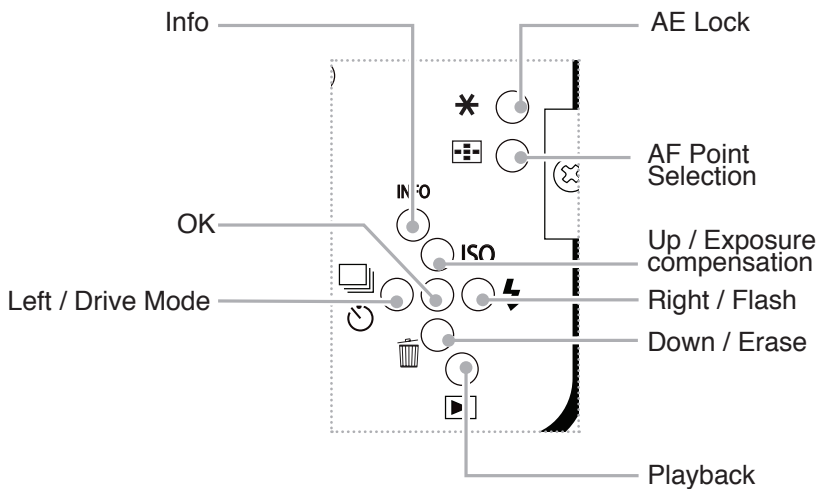 Info
AE Lock
AF Point
Selection
INFO
OK
ISO
Up / Exposure
compensation
Left / Drive Mode
Right / Flash
Down / Erase
Playback